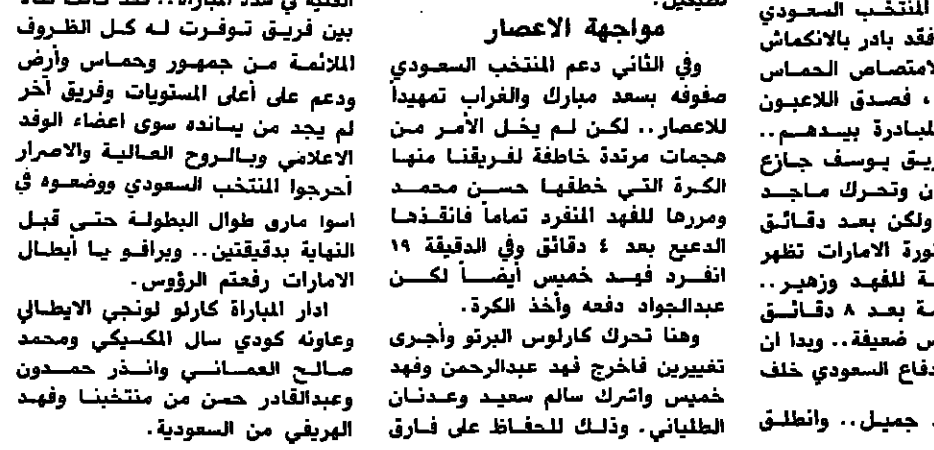 المنتخب السعودي
فقد بادر بالانكماش
لامتصاص الحماس
، فصدق اللاعبون
لمبادرة بيدهم..
ريق يوسف جازع
ن وتحرك ماجد
ولكن بعد دقائق
ثورة الامارات تظهر
ة للفهد وزهير..
مة بعد ٨ دقائق
ضعيفة.. وبدا ان
دفاع السعودي خلف
جميل.. وانطلق
مواجهة الاعصار
وفي الثاني دعم المنتخب السعودي
صفوفه بسعد مبارك والغراب تمهيداً
للاعصار.. لكن لم يخل الأمر من
هجمات مرتدة خاطفة لفريقنا منها
الكرة التي خطفها حسن محمد
ومررها للفهد المنفرد تماماً فانقذها
الدعيع بعد ٤ دقائق وفي الدقيقة ١٩
انفرد فهد خميس أيضاً لكن
عبدالجواد دفعه وأخذ الكرة.
وهنا تحرك كارلوس البرتو وأجرى
تغييرين فاخرج فهد عبدالرحمن وفهد
خميس واشرك سالم سعيد وعدنان
الطلياني. وذلك للحفاظ على فارق
بين فريق توفرت له كل الظروف
الملائمة من جمهور وحماس وأرض
ودعم على أعلى المستويات وفريق آخر
لم يجد من يسانده سوى اعضاء الوفد
الاعلامي وبالروح العالية والاصرار
أحرجوا المنتخب السعودي ووضعوه في
اسوا مارق طوال البطولة حتى قبل
النهاية بدقيقتين.. وبرافو يا أبطال
الامارات رفعتم الرؤوس.
ادار المباراة كارلو لونجي الايطالي
وعاونه كودي سال المكسيكي ومحمد
صالح العمساني وانذر حمدون
وعبدالقادر حسن من منتخبنا وفهد
الهريفي من السعودية.